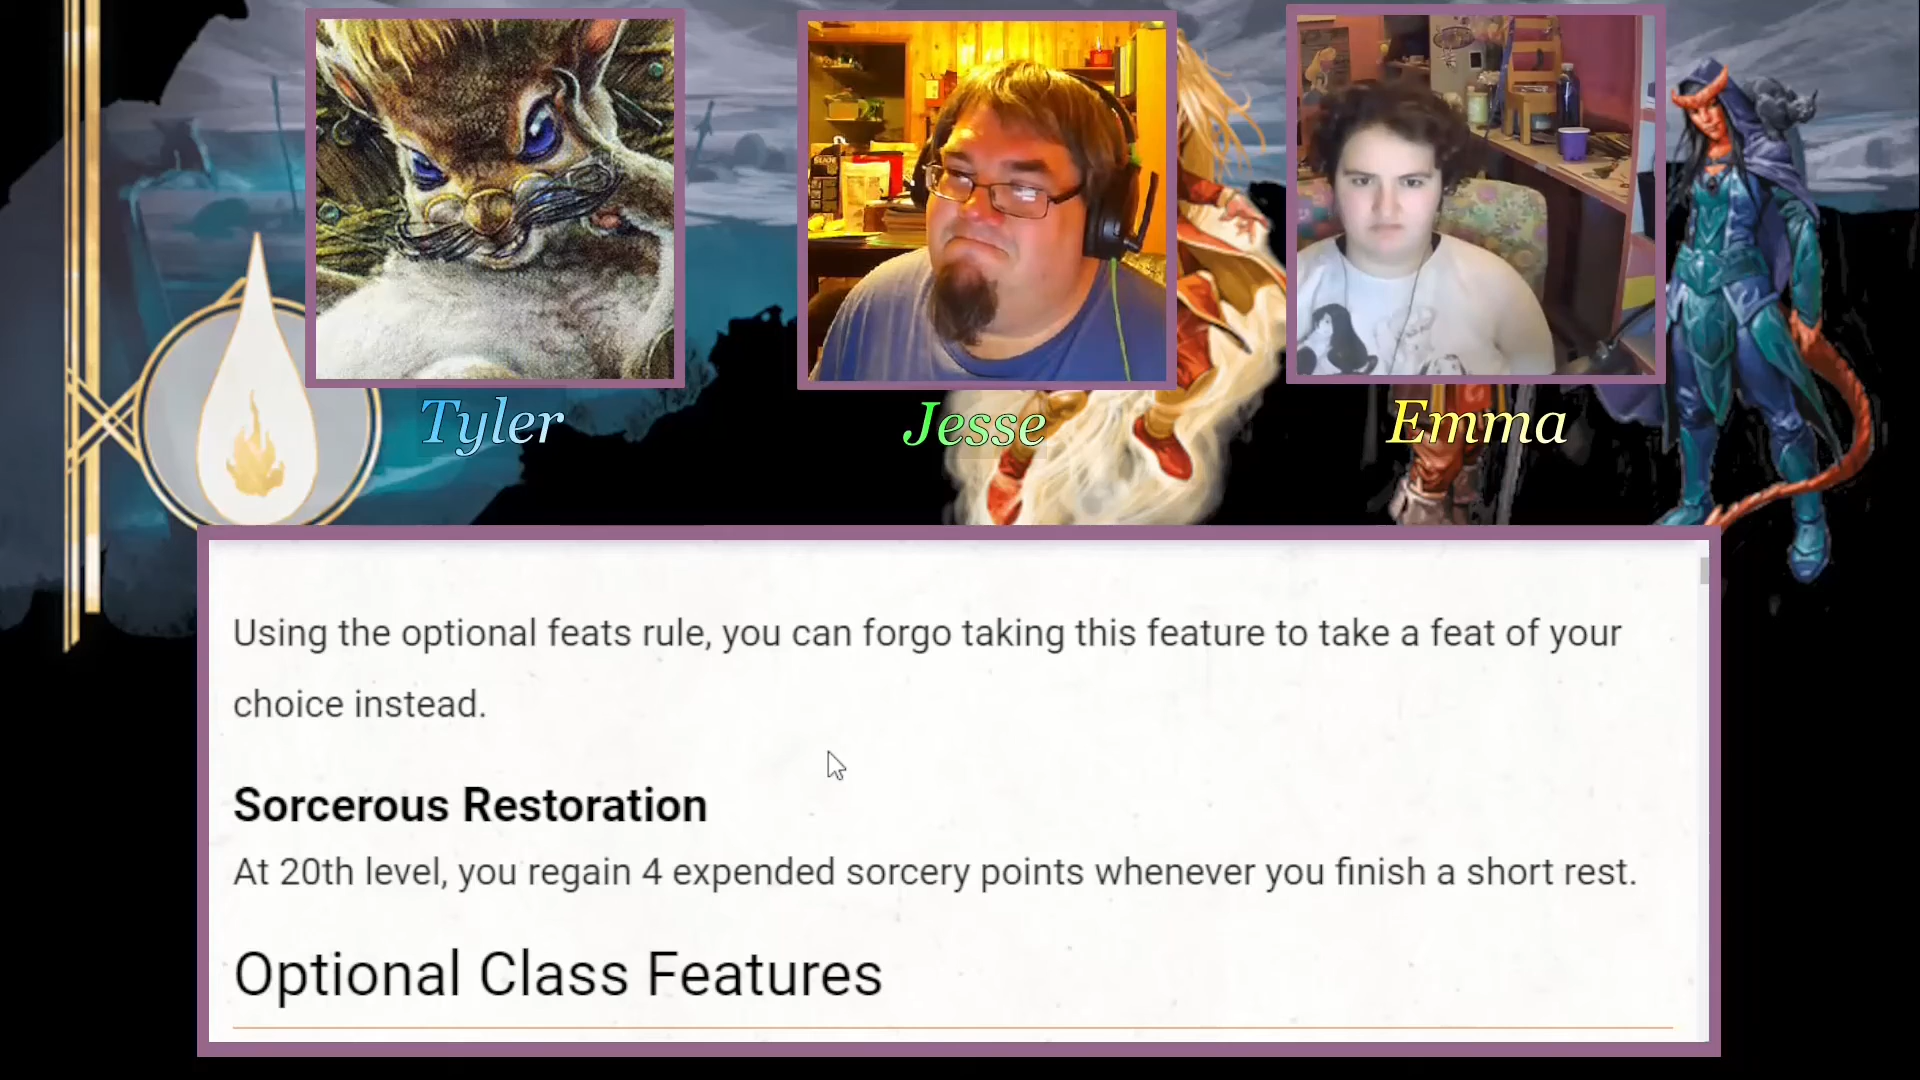 Tyler
Jesse
Emma
Using the optional feats rule, you can forgo taking this feature to take a feat of your
choice instead.
Sorcerous Restoration
At 20th level, you regain 4 expended sorcery points whenever you finish a short rest.
Optional Class Features